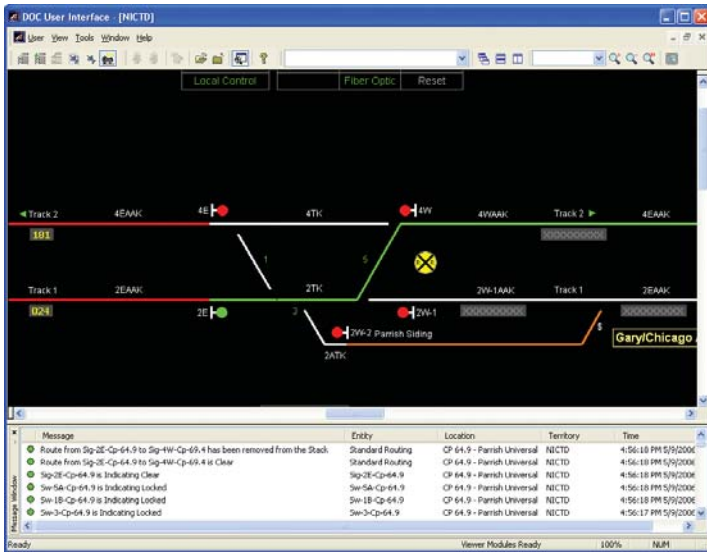 DOC User Interface - [NICTD]
User View Tools Window Help
Local Control Fiber Optic Reset
Track 2 4EAAK 4E 4TK 4W 4WAAK Track 2 4EAAK
181 XXXXXXXXXX
1 5
Track 1 2EAAK 2TK 2W-1AAK Track 1 2EAAK
024 2E 3 2W-1 XXXXXXXXXX XXXXXXXXXX
2W-2 Parrish Siding $ Gary/Chicago
2ATK
Message Entity Location Territory Time
Route from Sig-2E-Cp-64.9 to Sig-4W-Cp-69.4 has been removed from the Stack Standard Routing CP 64.9 - Parrish Universal NICTD 4:56:18 PM 5/9/2006
Route from Sig-2E-Cp-64.9 to Sig-4W-Cp-69.4 is Clear Standard Routing CP 64.9 - Parrish Universal NICTD 4:56:18 PM 5/9/2006
Sig-2E-Cp-64.9 is Indicating Clear Sig-2E-Cp-64.9 CP 64.9 - Parrish Universal NICTD 4:56:18 PM 5/9/2006
Sw-5A-Cp-64.9 is Indicating Locked Sw-5A-Cp-64.9 CP 64.9 - Parrish Universal NICTD 4:56:18 PM 5/9/2006
Sw-1B-Cp-64.9 is Indicating Locked Sw-1B-Cp-64.9 CP 64.9 - Parrish Universal NICTD 4:56:18 PM 5/9/2006
Sw-3-Cp-64.9 is Indicating Locked Sw-3-Cp-64.9 CP 64.9 - Parrish Universal NICTD 4:56:17 PM 5/9/2006
Message Window
Ready Viewer Modules Ready 100% NUM